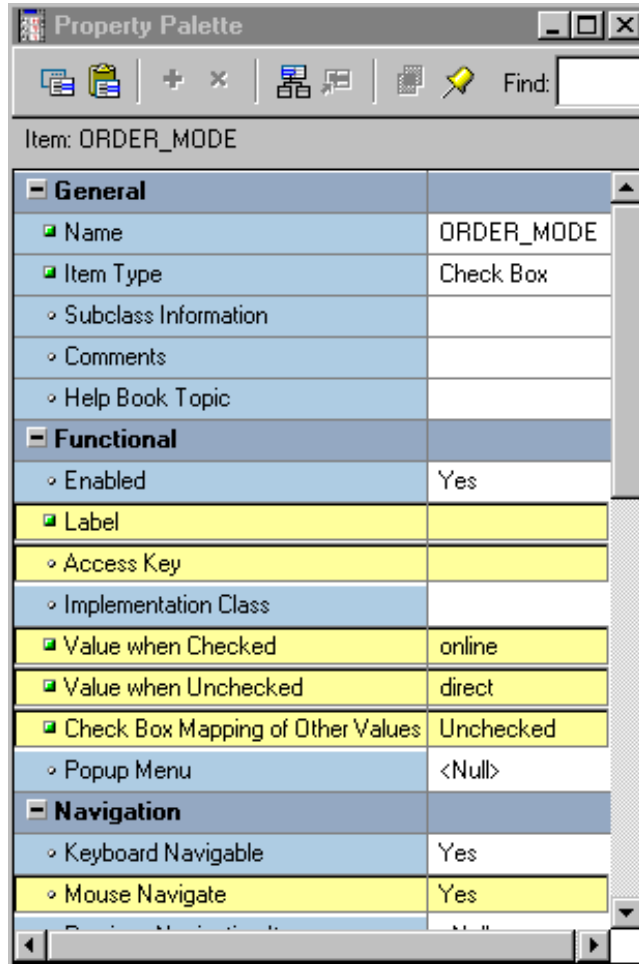 Property Palette
Find:
Item: ORDER_MODE
General
Name ORDER_MODE
Item Type Check Box
Subclass Information
Comments
Help Book Topic
Functional
Enabled Yes
Label
Access Key
Implementation Class
Value when Checked online
Value when Unchecked direct
Check Box Mapping of Other Values Unchecked
Popup Menu <Null>
Navigation
Keyboard Navigable Yes
Mouse Navigate Yes